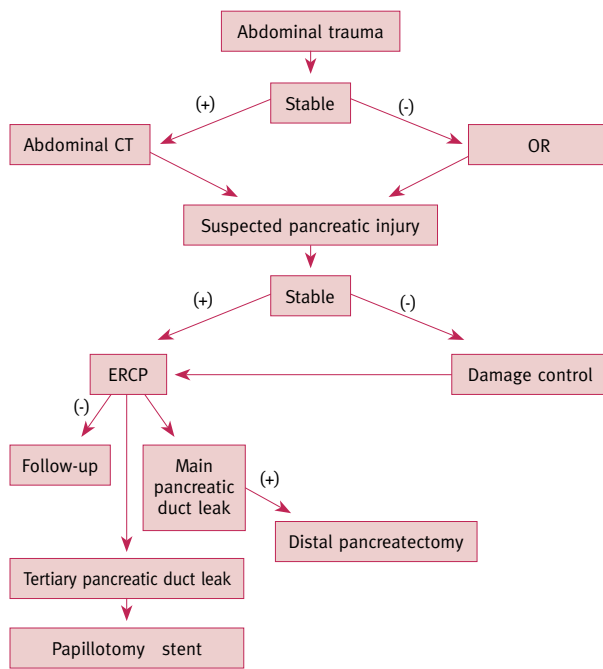 Abdominal trauma
(+)
Stable
(-)
Abdominal CT
OR
Suspected pancreatic injury
(+)
Stable
(-)
ERCP
Damage control
(-)
Follow-up
Main
pancreatic
duct leak
(+)
Distal pancreatectomy
Tertiary pancreatic duct leak
Papillotomy stent